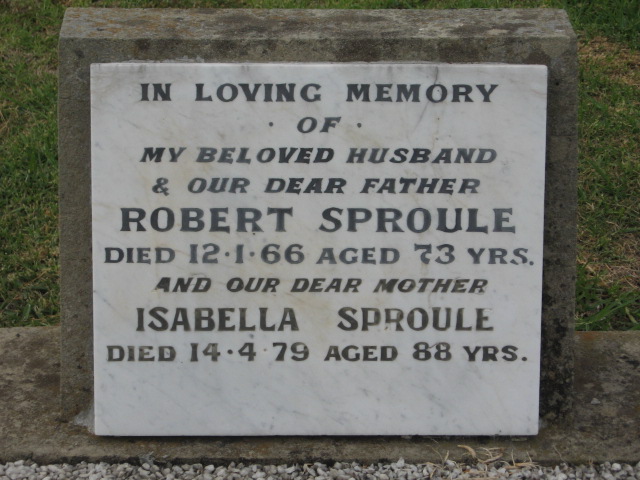 IN LOVING MEMORY
· OF ·
MY BELOVED HUSBAND
& OUR DEAR FATHER
ROBERT SPROULE
DIED 12·1·66 AGED 73 YRS.
AND OUR DEAR MOTHER
ISABELLA SPROULE
DIED 14·4·79 AGED 88 YRS.